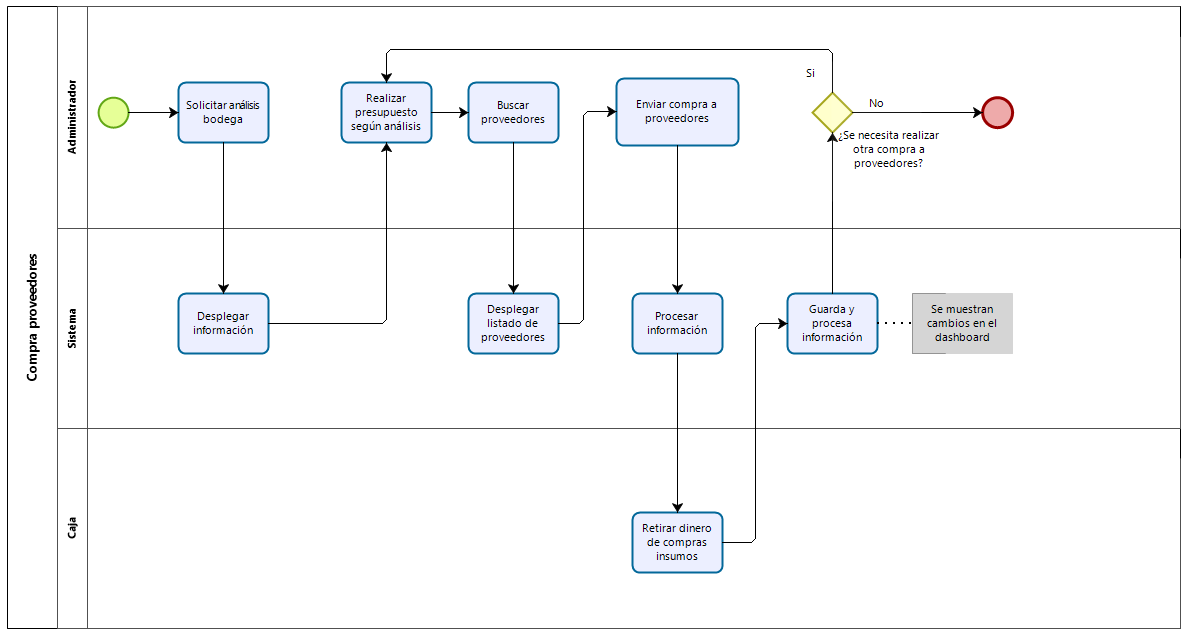 Compra proveedores
Administrador
Solicitar análisis
bodega
Realizar
presupuesto
según análisis
Buscar
proveedores
Enviar compra a
proveedores
Si
No
¿Se necesita realizar
otra compra a
proveedores?
Sistema
Desplegar
información
Desplegar
listado de
proveedores
Procesar
información
Guarda y
procesa
información
Se muestran
cambios en el
dashboard
Caja
Retirar dinero
de compras
insumos